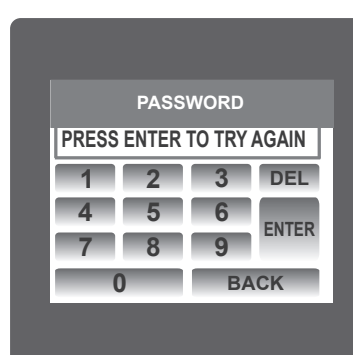 PASSWORD
PRESS ENTER TO TRY AGAIN
1 2 3 DEL
4 5 6
ENTER
7 8 9
0 BACK